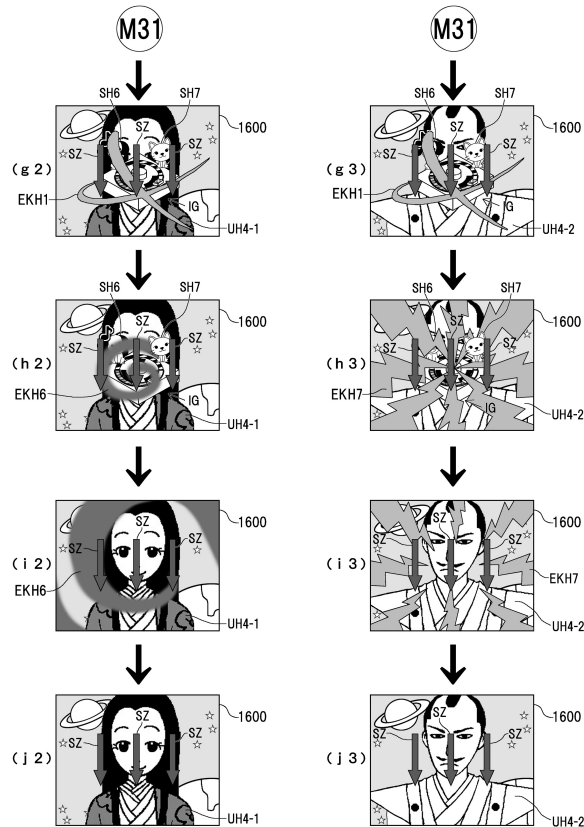 M31
M31
SH6
SZ
SH7
1600
(g2)
SZ
SZ
EKH1
IG
UH4-1
SH6
SZ
SH7
1600
(g3)
SZ
SZ
EKH1
IG
UH4-2
SH6
SZ
SH7
1600
(h2)
SZ
SZ
EKH6
IG
UH4-1
SH6
SZ
SH7
1600
(h3)
SZ
SZ
EKH7
IG
UH4-2
SZ
1600
(i2)
SZ
SZ
EKH6
UH4-1
SZ
1600
(i3)
SZ
SZ
EKH7
UH4-2
SZ
1600
(j2)
SZ
SZ
UH4-1
SZ
1600
(j3)
SZ
SZ
UH4-2